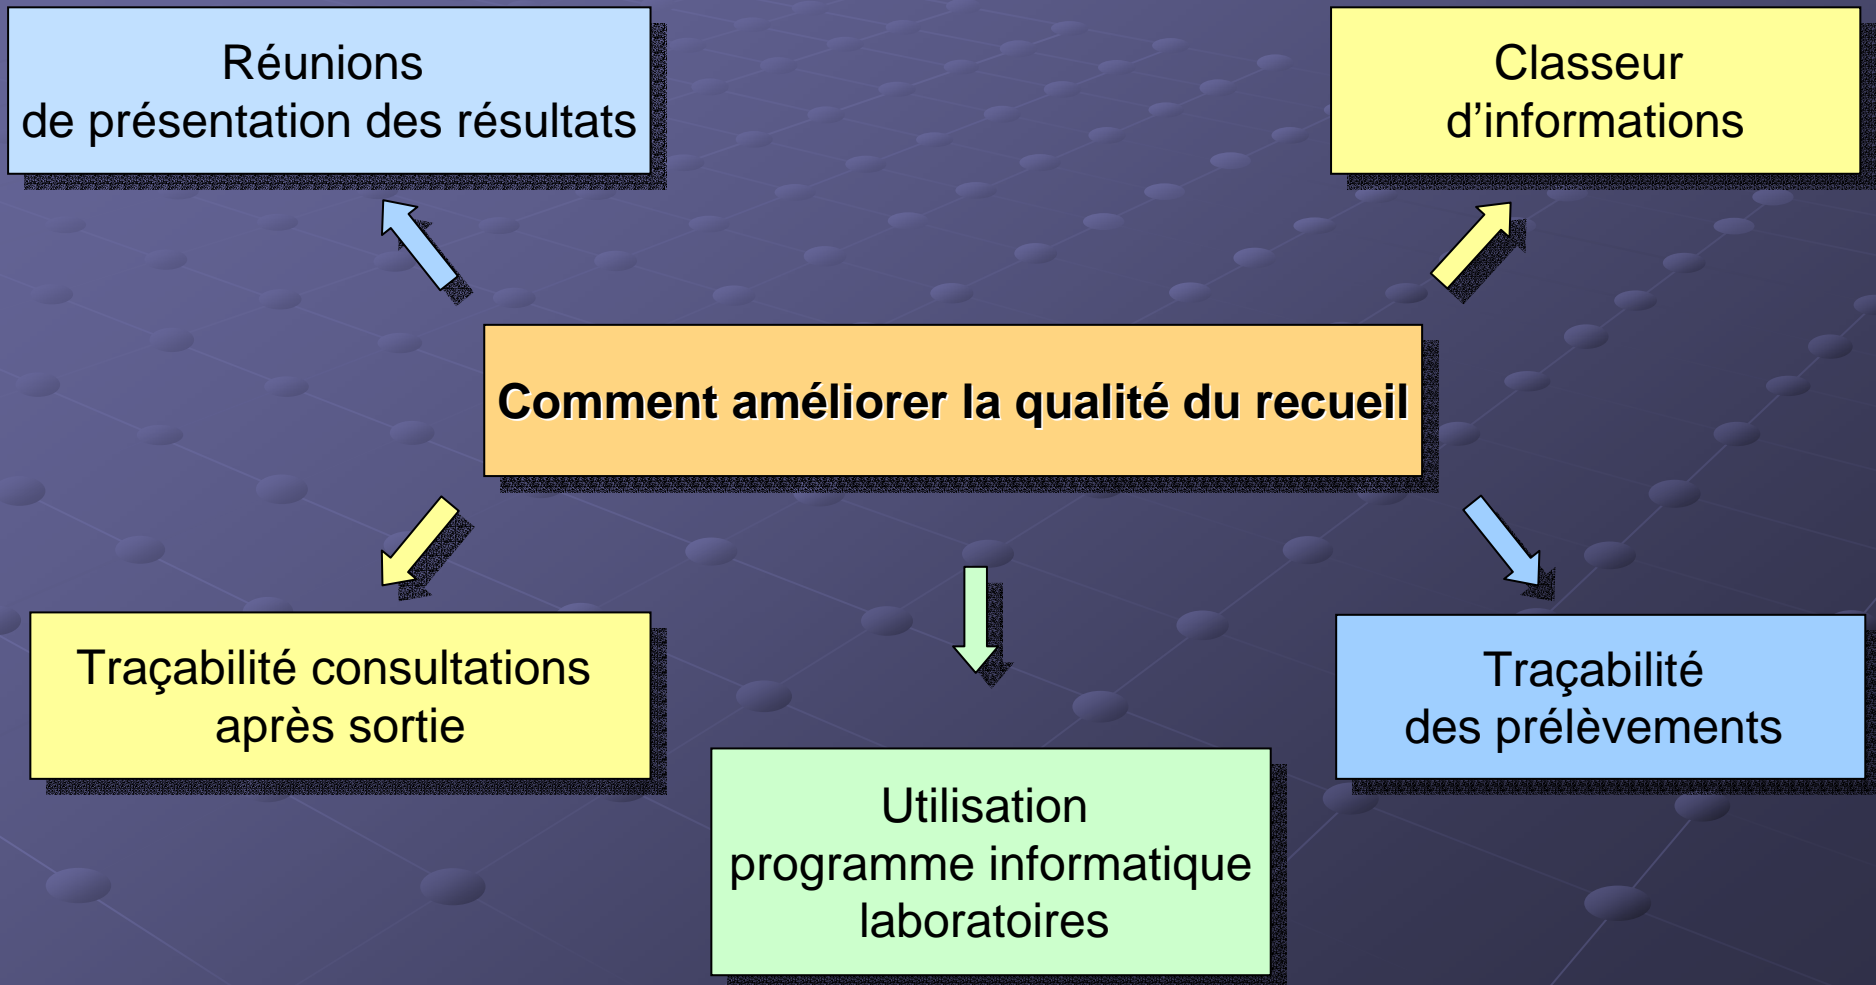 Réunions
de présentation des résultats
Classeur
d’informations
Comment améliorer la qualité du recueil
Traçabilité consultations
après sortie
Utilisation
programme informatique
laboratoires
Traçabilité
des prélèvements